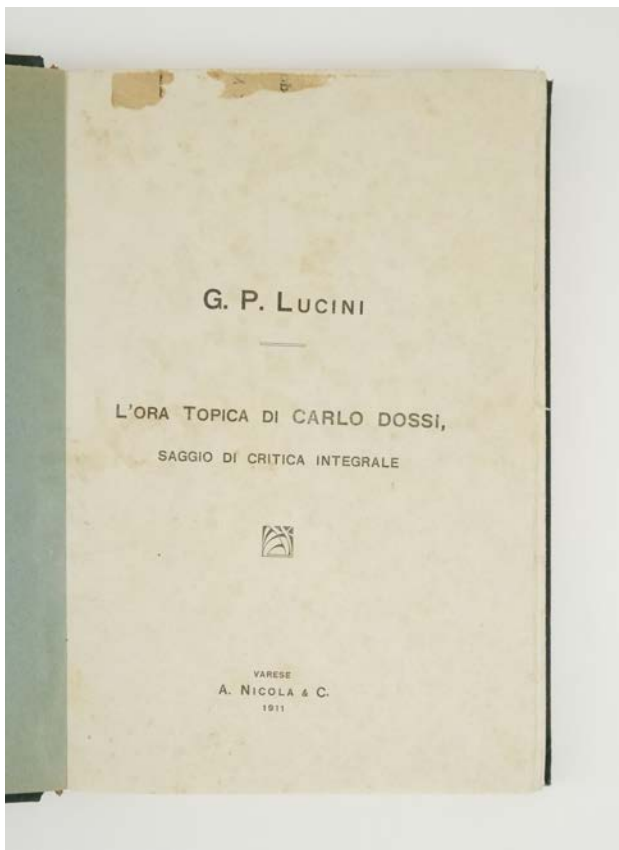 G. P. LUCINI
L'ORA TOPICA DI CARLO DOSSI,
SAGGIO DI CRITICA INTEGRALE
VARESE
A. NICOLA & C.
1911